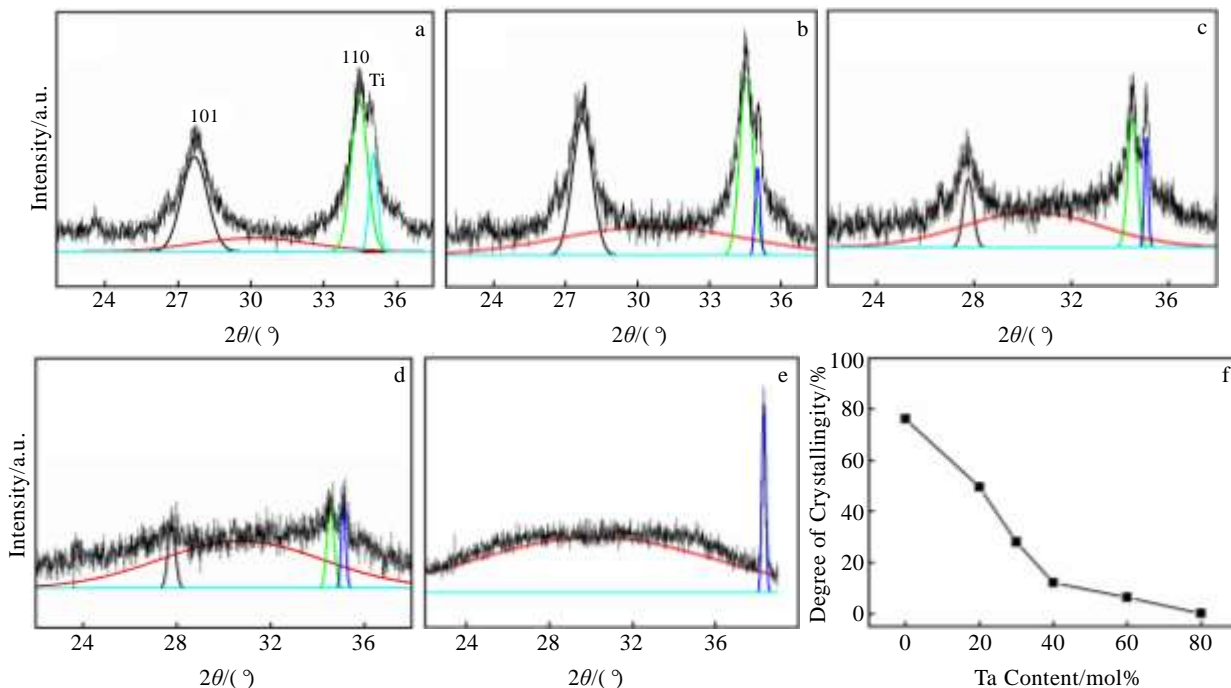 a
110
Ti
101
Intensity/a.u.
24 27 30 33 36
2θ/(°)
b
24 27 30 33 36
2θ/(°)
c
24 28 32 36
2θ/(°)
d
Intensity/a.u.
24 28 32 36
2θ/(°)
e
24 28 32 36
2θ/(°)
f
Degree of Crystallingity/%
100
80
60
40
20
0
0 20 40 60 80
Ta Content/mol%